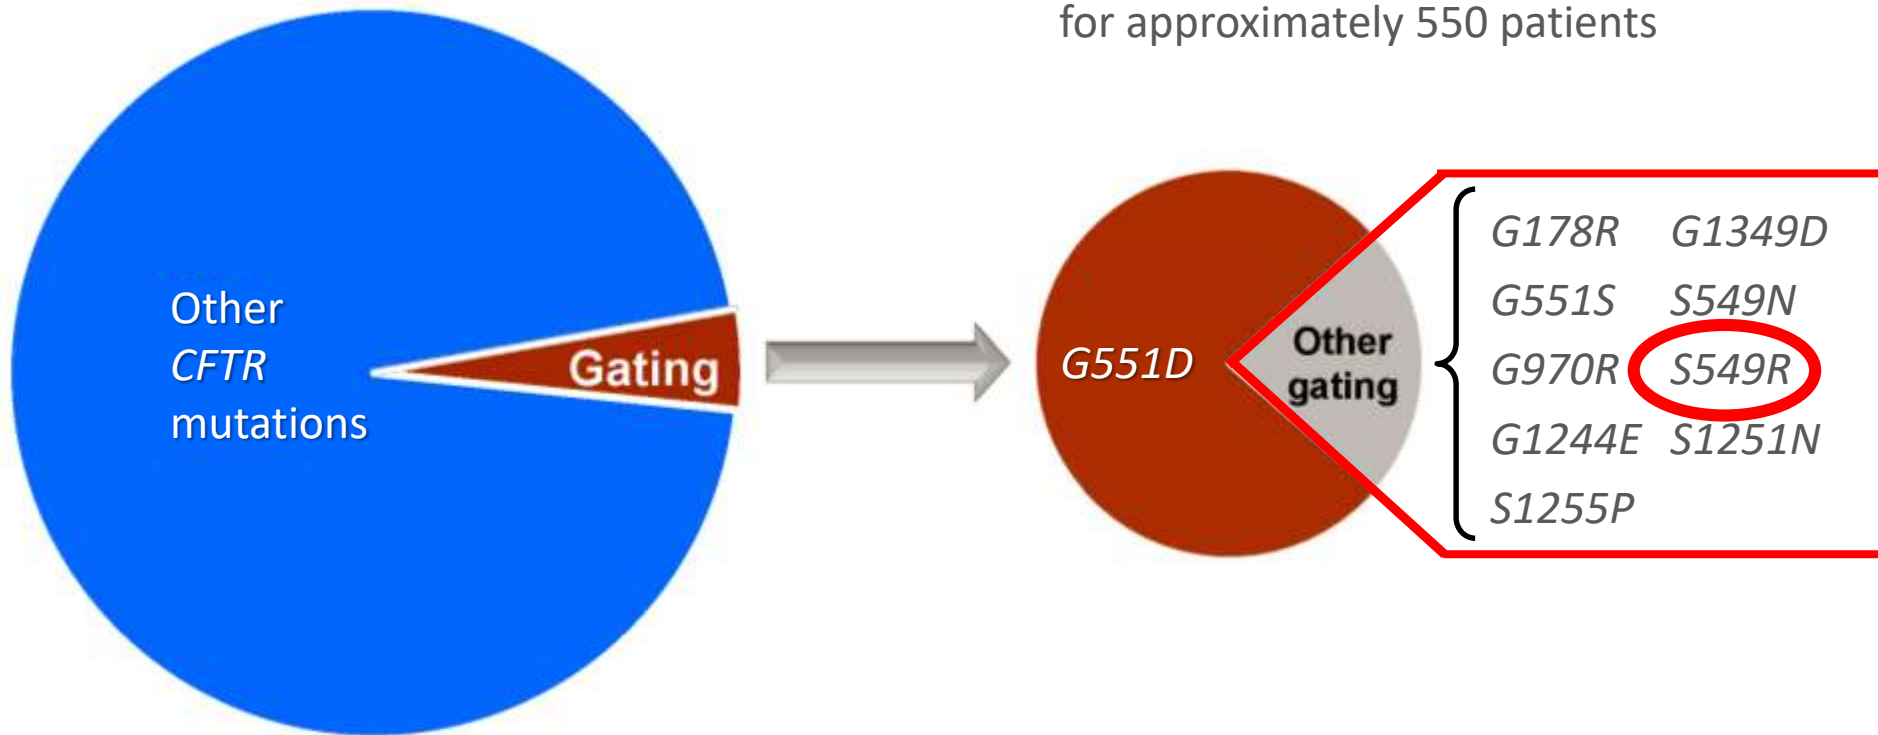 for approximately 550 patients
Other
CFTR
mutations
Gating
G551D
Other
gating
G178R G1349D
G551S S549N
G970R S549R
G1244E S1251N
S1255P